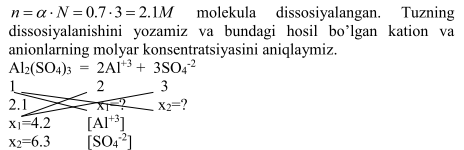 n = α · N = 0.7 · 3 = 2.1M molekula dissosiyalangan. Tuzning
dissosiyalanishini yozamiz va bundagi hosil bo’lgan kation va
anionlarning molyar konsentratsiyasini aniqlaymiz.
Al₂(SO₄)₃ = 2Al⁺³ + 3SO₄⁻²
1 2 3
2.1 x₁=? x₂=?
x₁=4.2 [Al⁺³]
x₂=6.3 [SO₄⁻²]